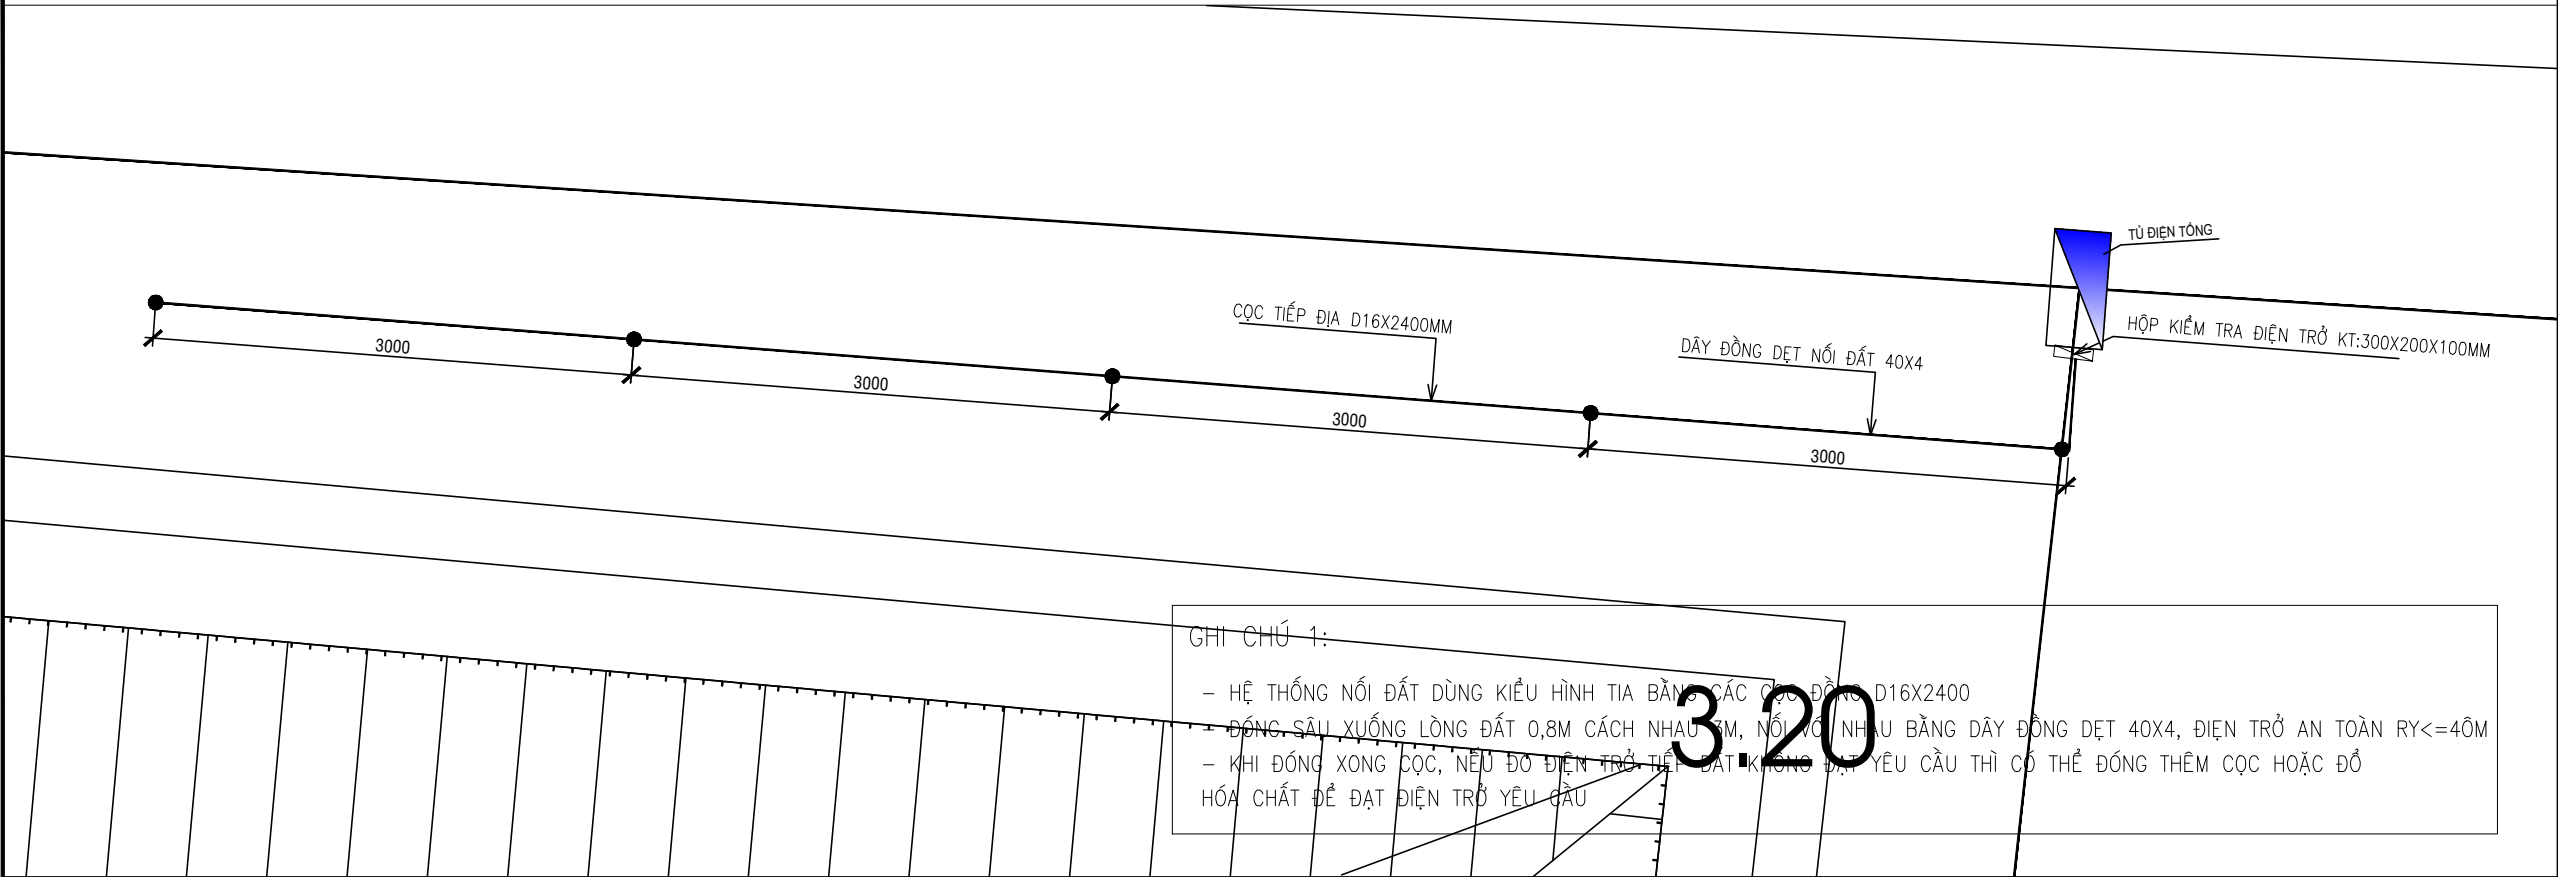 TỦ ĐIỆN TỔNG
CỌC TIẾP ĐỊA D16X2400MM
HỘP KIỂM TRA ĐIỆN TRỞ KT:300X200X100MM
DÂY ĐỒNG DẸT NỐI ĐẤT 40X4
3000
3000
3000
3000
GHI CHÚ 1:
– HỆ THỐNG NỐI ĐẤT DÙNG KIỂU HÌNH TIA BẰNG CÁC CỌC ĐỒNG D16X2400
– ĐÓNG SÂU XUỐNG LÒNG ĐẤT 0,8M CÁCH NHAU 3M, NỐI VỚI NHAU BẰNG DÂY ĐỒNG DẸT 40X4, ĐIỆN TRỞ AN TOÀN RY<=4ÔM
– KHI ĐÓNG XONG CỌC, NẾU ĐO ĐIỆN TRỞ TIẾP ĐẤT KHÔNG ĐẠT YÊU CẦU THÌ CÓ THỂ ĐÓNG THÊM CỌC HOẶC ĐỔ
HÓA CHẤT ĐỂ ĐẠT ĐIỆN TRỞ YÊU CẦU
3.20